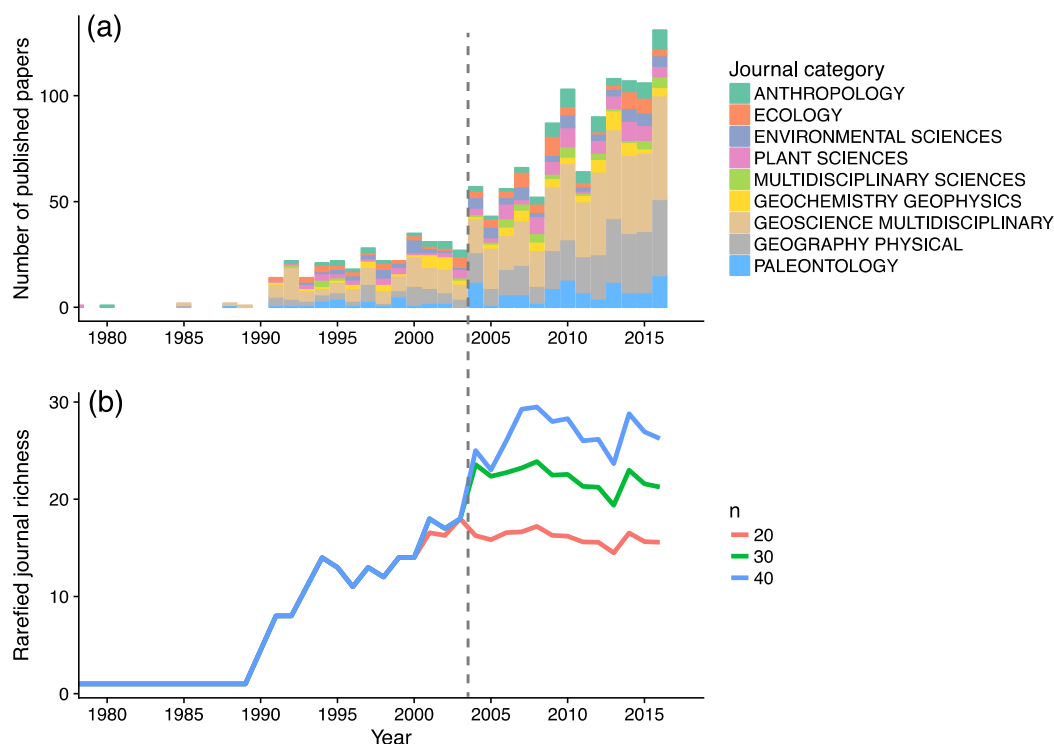 (a)
Number of published papers
100
50
0
1980 1985 1990 1995 2000 2005 2010 2015
Journal category
ANTHROPOLOGY
ECOLOGY
ENVIRONMENTAL SCIENCES
PLANT SCIENCES
MULTIDISCIPLINARY SCIENCES
GEOCHEMISTRY GEOPHYSICS
GEOSCIENCE MULTIDISCIPLINARY
GEOGRAPHY PHYSICAL
PALEONTOLOGY
(b)
Rarefied journal richness
30
20
10
0
1980 1985 1990 1995 2000 2005 2010 2015
Year
n
20
30
40